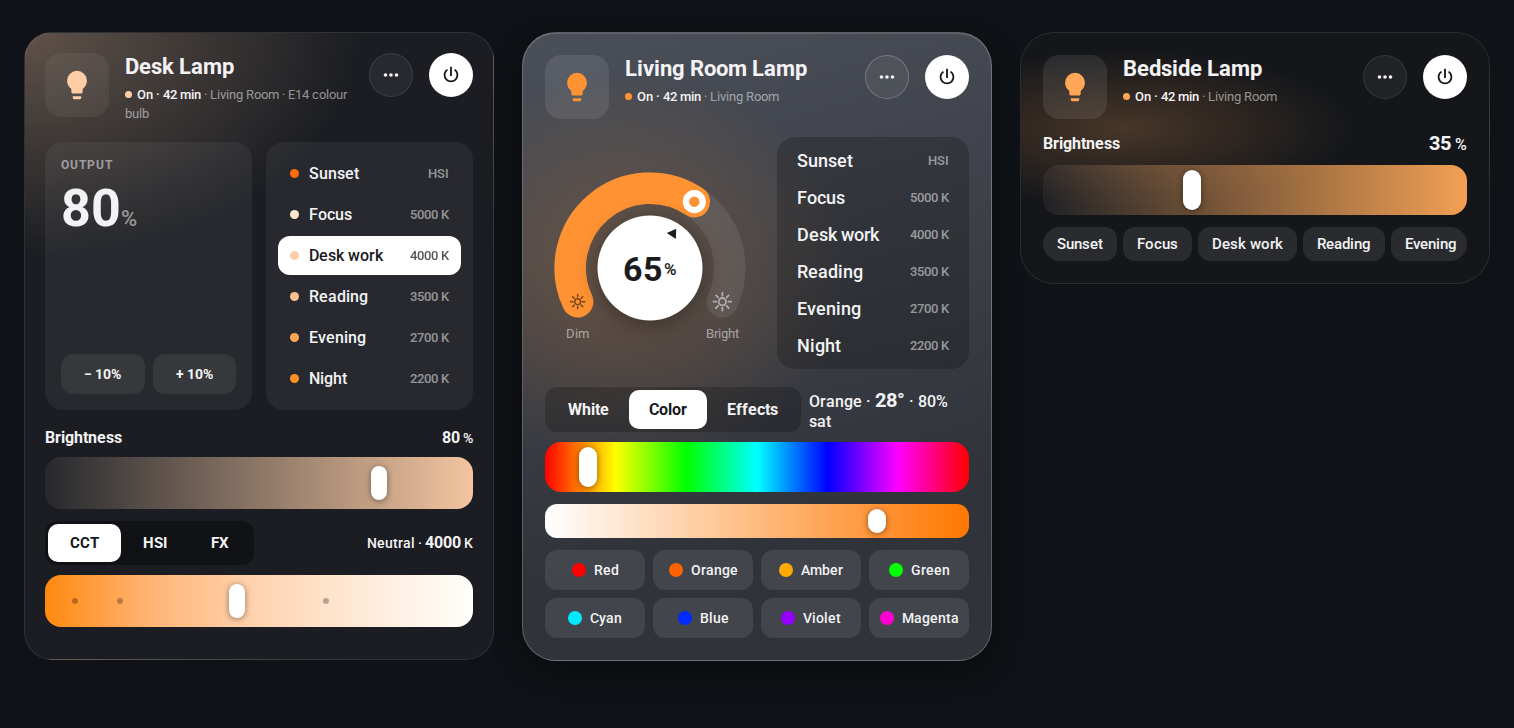 Desk Lamp
On · 42 min · Living Room · E14 colour
bulb
OUTPUT
80%
− 10%
+ 10%
Sunset HSI
Focus 5000 K
Desk work 4000 K
Reading 3500 K
Evening 2700 K
Night 2200 K
Brightness 80 %
CCT HSI FX Neutral · 4000 K
Living Room Lamp
On · 42 min · Living Room
65%
Dim
Bright
Sunset HSI
Focus 5000 K
Desk work 4000 K
Reading 3500 K
Evening 2700 K
Night 2200 K
White Color Effects
Orange · 28° · 80%
sat
Red Orange Amber Green
Cyan Blue Violet Magenta
Bedside Lamp
On · 42 min · Living Room
Brightness 35 %
Sunset Focus Desk work Reading Evening